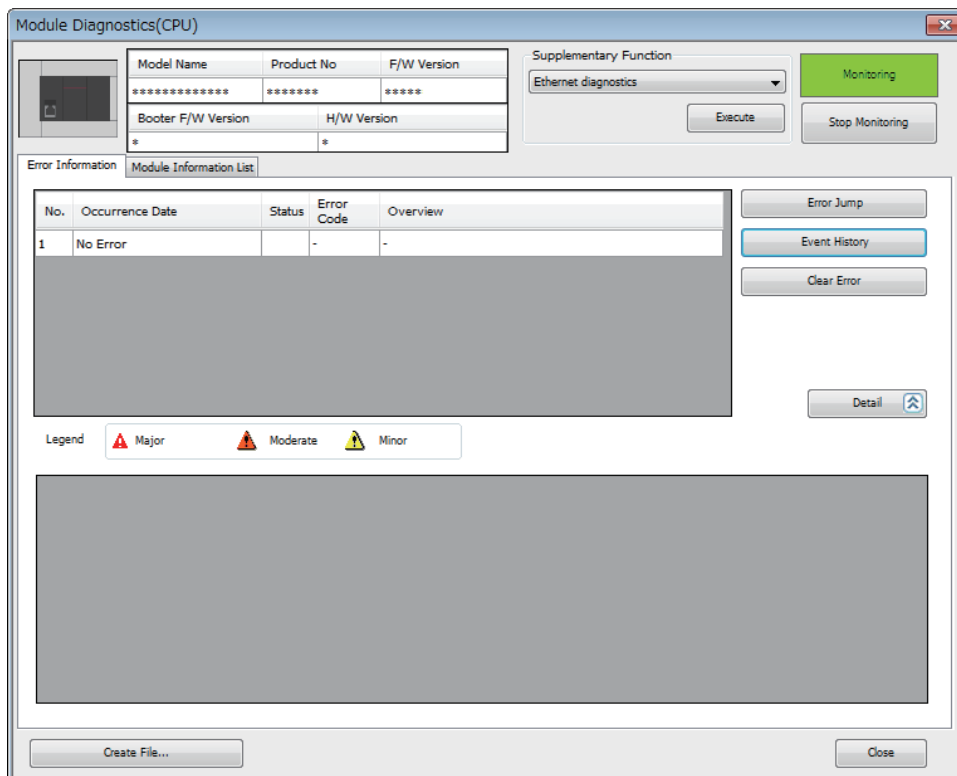 Module Diagnostics(CPU)
Model Name Product No F/W Version
************* ******* *****
Booter F/W Version H/W Version
* *
Supplementary Function
Ethernet diagnostics
Execute
Monitoring
Stop Monitoring
Error Information Module Information List
No. Occurrence Date Status Error Code Overview
1 No Error - -
Error Jump
Event History
Clear Error
Detail
Legend Major Moderate Minor
Create File... Close